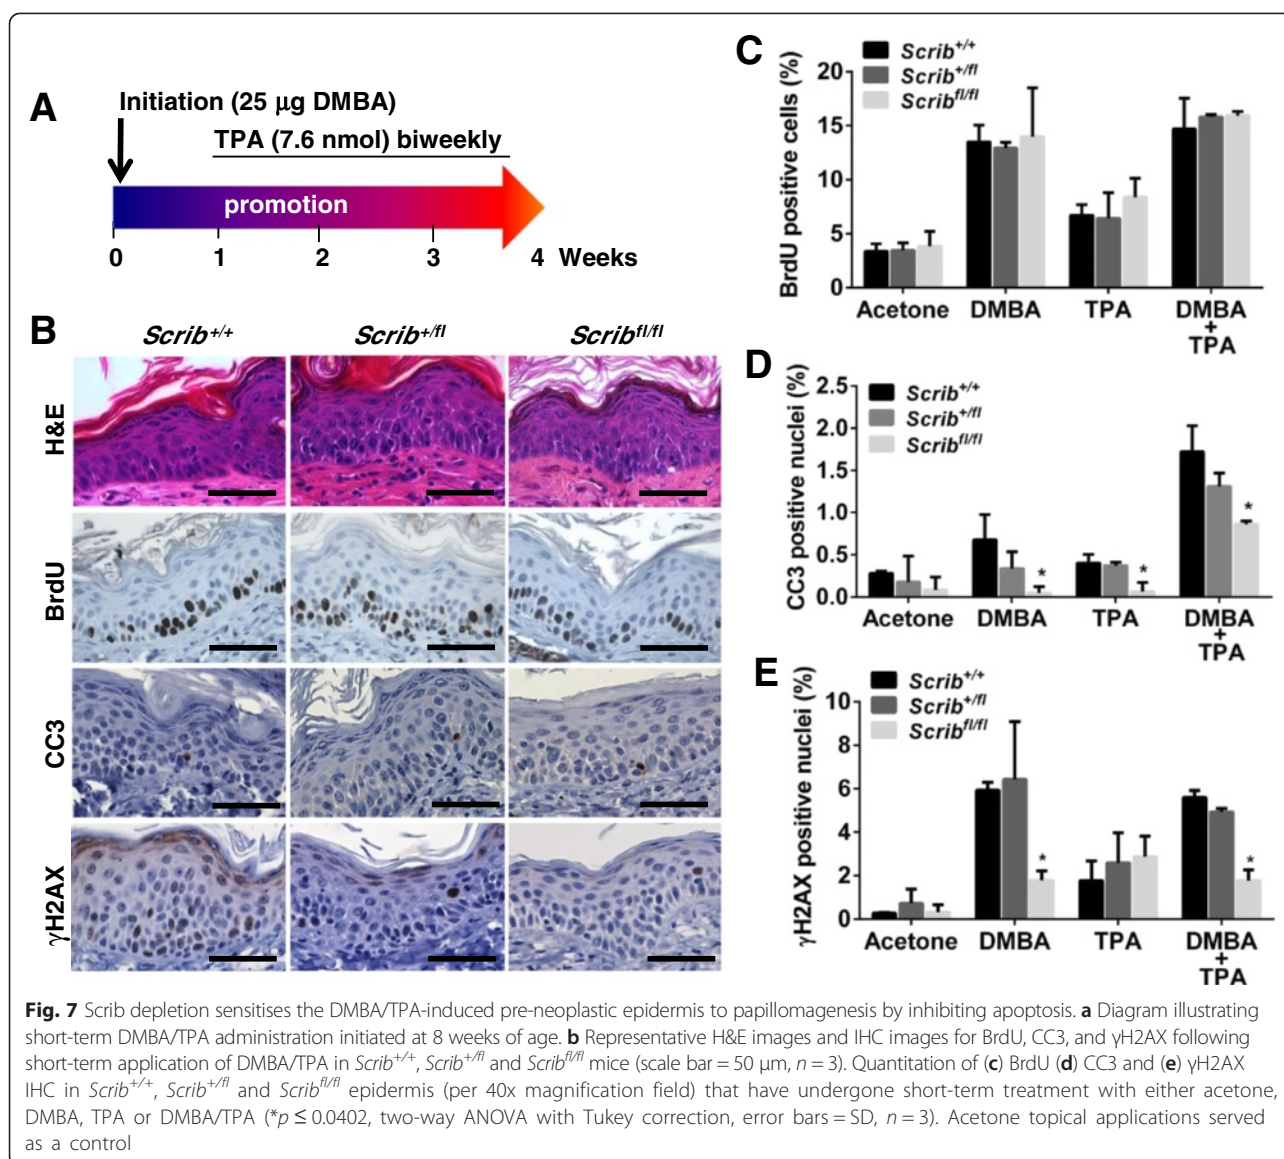 A
Initiation (25 µg DMBA)
TPA (7.6 nmol) biweekly
promotion
0 1 2 3 4 Weeks
B
Scrib+/+ Scrib+/fl Scribfl/fl
H&E
BrdU
CC3
γH2AX
C
BrdU positive cells (%)
Scrib+/+
Scrib+/fl
Scribfl/fl
20
15
10
5
0
Acetone DMBA TPA DMBA
+
TPA
D
CC3 positive nuclei (%)
Scrib+/+
Scrib+/fl
Scribfl/fl
2.5
2.0
1.5
1.0
0.5
0.0
* * *
Acetone DMBA TPA DMBA
+
TPA
E
γH2AX positive nuclei (%)
Scrib+/+
Scrib+/fl
Scribfl/fl
10
8
6
4
2
0
* *
Acetone DMBA TPA DMBA
+
TPA
Fig. 7 Scrib depletion sensitises the DMBA/TPA-induced pre-neoplastic epidermis to papillomagenesis by inhibiting apoptosis. a Diagram illustrating
short-term DMBA/TPA administration initiated at 8 weeks of age. b Representative H&E images and IHC images for BrdU, CC3, and γH2AX following
short-term application of DMBA/TPA in Scrib+/+, Scrib+/fl and Scribfl/fl mice (scale bar = 50 μm, n = 3). Quantitation of (c) BrdU (d) CC3 and (e) γH2AX
IHC in Scrib+/+, Scrib+/fl and Scribfl/fl epidermis (per 40x magnification field) that have undergone short-term treatment with either acetone,
DMBA, TPA or DMBA/TPA (*p ≤ 0.0402, two-way ANOVA with Tukey correction, error bars = SD, n = 3). Acetone topical applications served
as a control